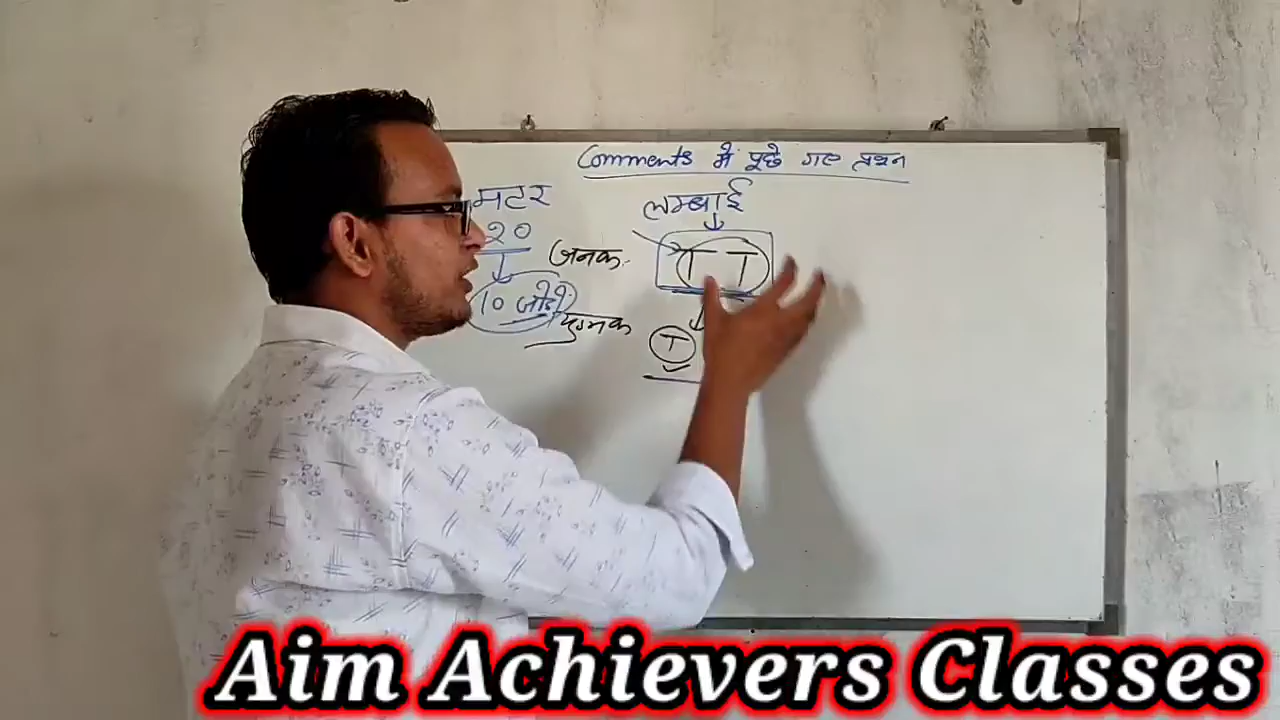 Comments में पूछे गए प्रश्न
मटर
२०
10 जोड़ी
जनक
युग्मक
लम्बाई
T T
T
Aim Achievers Classes